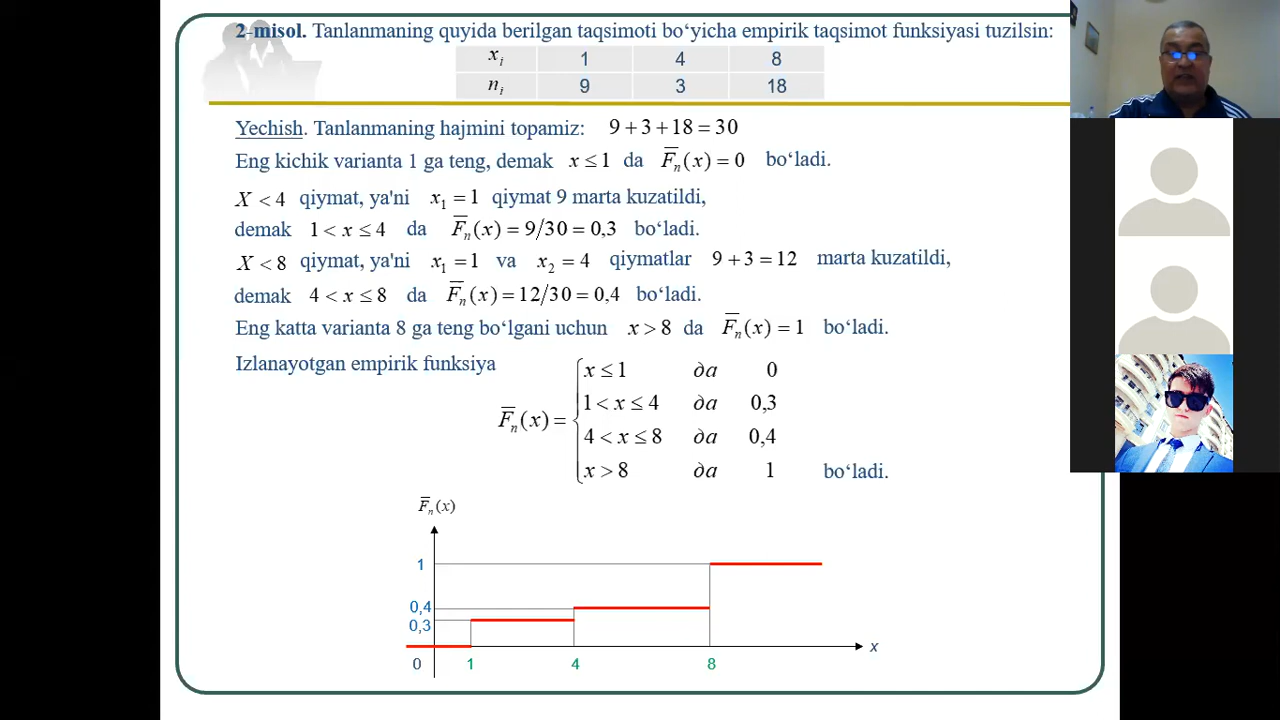 2-misol. Tanlanmaning quyida berilgan taqsimoti bo‘yicha empirik taqsimot funksiyasi tuzilsin:
xᵢ 1 4 8
nᵢ 9 3 18
Yechish. Tanlanmaning hajmini topamiz: 9 + 3 + 18 = 30
Eng kichik varianta 1 ga teng, demak x ≤ 1 da F̅ₙ(x) = 0 bo‘ladi.
X < 4 qiymat, ya'ni x₁ = 1 qiymat 9 marta kuzatildi,
demak 1 < x ≤ 4 da F̅ₙ(x) = 9/30 = 0,3 bo‘ladi.
X < 8 qiymat, ya'ni x₁ = 1 va x₂ = 4 qiymatlar 9 + 3 = 12 marta kuzatildi,
demak 4 < x ≤ 8 da F̅ₙ(x) = 12/30 = 0,4 bo‘ladi.
Eng katta varianta 8 ga teng bo‘lgani uchun x > 8 da F̅ₙ(x) = 1 bo‘ladi.
Izlanayotgan empirik funksiya
x ≤ 1 да 0
1 < x ≤ 4 да 0,3
F̅ₙ(x) =
4 < x ≤ 8 да 0,4
x > 8 да 1 bo‘ladi.
F̅ₙ(x)
1
0,4
0,3
x
0 1 4 8